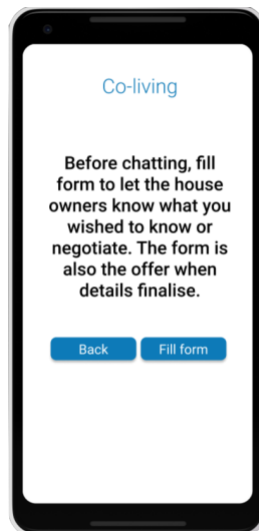 Co-living
Before chatting, fill
form to let the house
owners know what you
wished to know or
negotiate. The form is
also the offer when
details finalise.
Back
Fill form